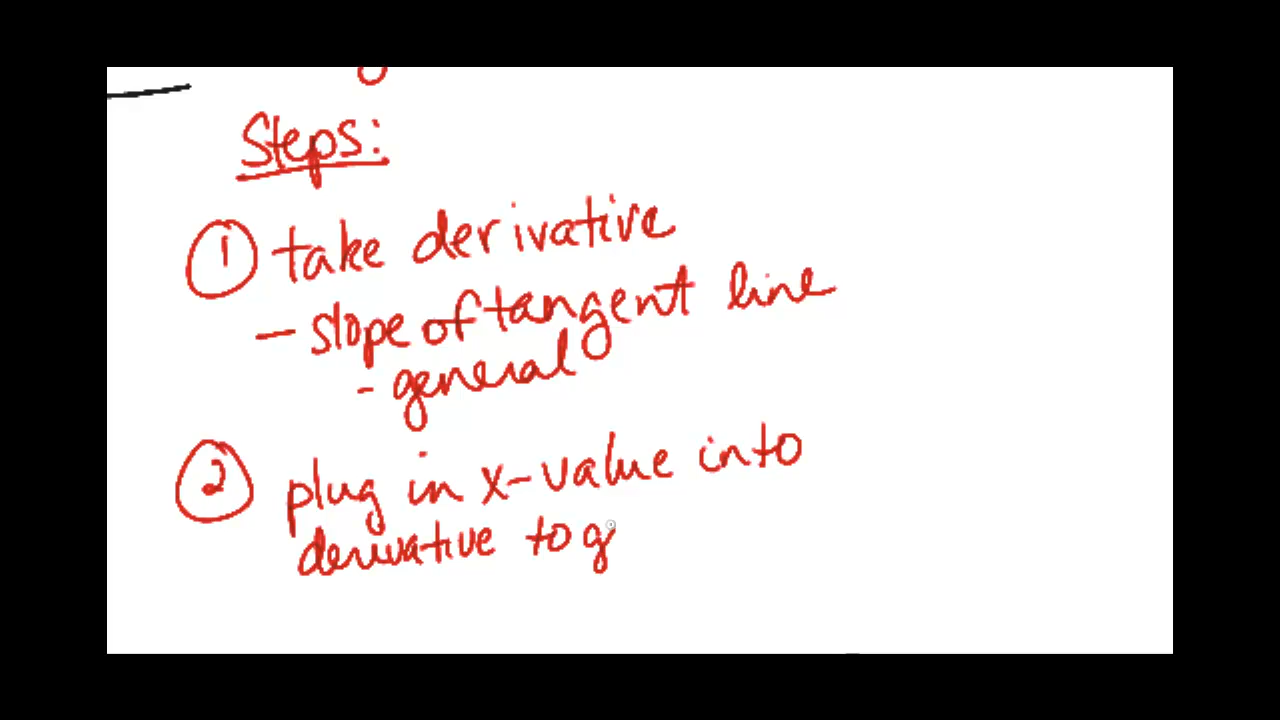 Steps:
① take derivative
- slope of tangent line
- general
② plug in x-value into
derivative to g